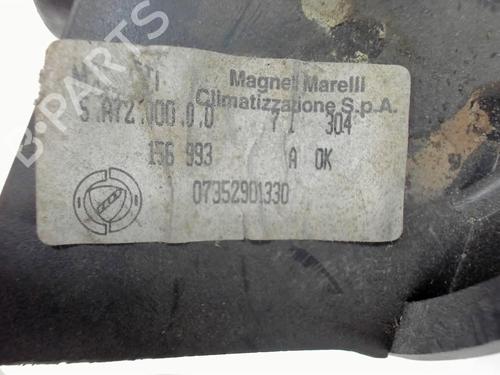 Magneti Marelli
Climatizzazione S.p.A.
71 304
156 993 A OK
07352901330
B-PARTS